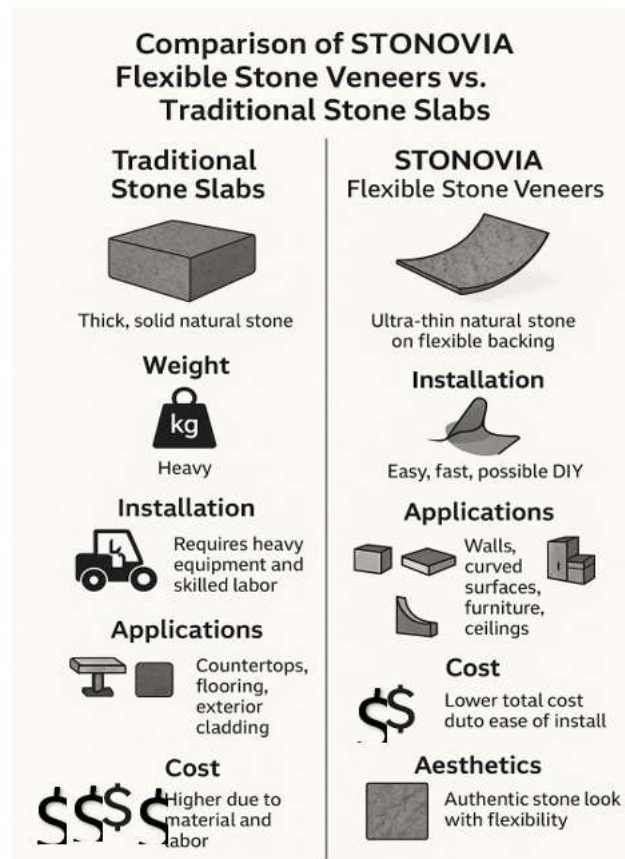 Comparison of STONOVIA
Flexible Stone Veneers vs.
Traditional Stone Slabs
Traditional
Stone Slabs
Thick, solid natural stone
Weight
kg
Heavy
Installation
Requires heavy
equipment and
skilled labor
Applications
Countertops,
flooring,
exterior
cladding
Cost
$ $ $ $
Higher due to
material and
labor
STONOVIA
Flexible Stone Veneers
Ultra-thin natural stone
on flexible backing
Installation
Easy, fast, possible DIY
Applications
Walls,
curved
surfaces,
furniture,
ceilings
Cost
$ $
Lower total cost
duto ease of install
Aesthetics
Authentic stone look
with flexibility